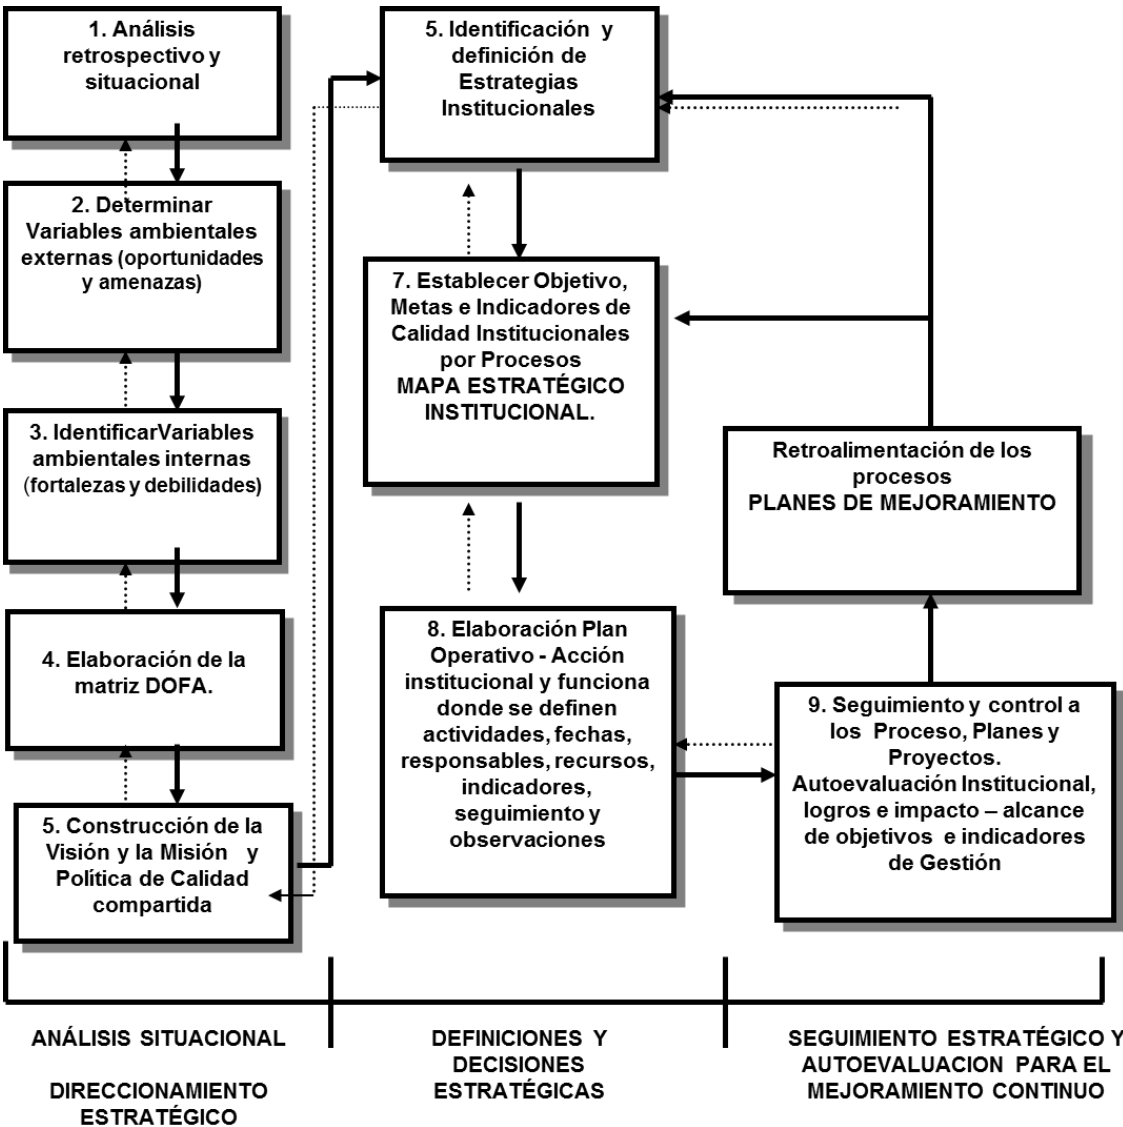 1. Análisis
retrospectivo y
situacional
2. Determinar
Variables ambientales
externas (oportunidades
y amenazas)
3. IdentificarVariables
ambientales internas
(fortalezas y debilidades)
4. Elaboración de la
matriz DOFA.
5. Construcción de la
Visión y la Misión y
Política de Calidad
compartida
5. Identificación y
definición de
Estrategias
Institucionales
7. Establecer Objetivo,
Metas e Indicadores de
Calidad Institucionales
por Procesos
MAPA ESTRATÉGICO
INSTITUCIONAL.
8. Elaboración Plan
Operativo - Acción
institucional y funciona
donde se definen
actividades, fechas,
responsables, recursos,
indicadores,
seguimiento y
observaciones
Retroalimentación de los
procesos
PLANES DE MEJORAMIENTO
9. Seguimiento y control a
los Proceso, Planes y
Proyectos.
Autoevaluación Institucional,
logros e impacto – alcance
de objetivos e indicadores
de Gestión
ANÁLISIS SITUACIONAL
DIRECCIONAMIENTO
ESTRATÉGICO
DEFINICIONES Y
DECISIONES
ESTRATÉGICAS
SEGUIMIENTO ESTRATÉGICO Y
AUTOEVALUACION PARA EL
MEJORAMIENTO CONTINUO